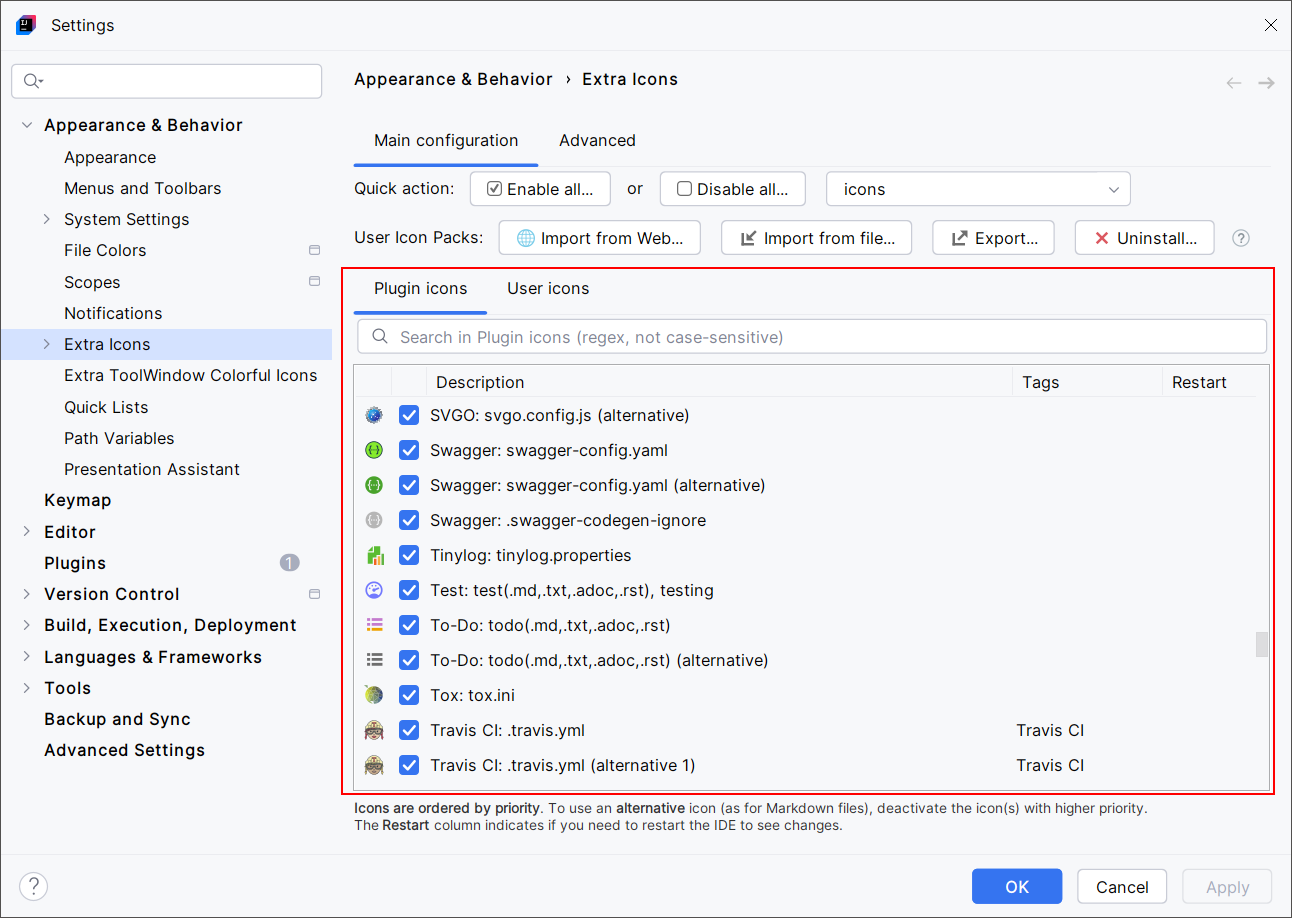 Settings
Appearance & Behavior
Appearance
Menus and Toolbars
System Settings
File Colors
Scopes
Notifications
Extra Icons
Extra ToolWindow Colorful Icons
Quick Lists
Path Variables
Presentation Assistant
Keymap
Editor
Plugins 1
Version Control
Build, Execution, Deployment
Languages & Frameworks
Tools
Backup and Sync
Advanced Settings
Appearance & Behavior › Extra Icons
Main configuration Advanced
Quick action: Enable all... or Disable all... icons
User Icon Packs: Import from Web... Import from file... Export... Uninstall... ?
Plugin icons User icons
Search in Plugin icons (regex, not case-sensitive)
Description Tags Restart
SVGO: svgo.config.js (alternative)
Swagger: swagger-config.yaml
Swagger: swagger-config.yaml (alternative)
Swagger: .swagger-codegen-ignore
Tinylog: tinylog.properties
Test: test(.md,.txt,.adoc,.rst), testing
To-Do: todo(.md,.txt,.adoc,.rst)
To-Do: todo(.md,.txt,.adoc,.rst) (alternative)
Tox: tox.ini
Travis CI: .travis.yml Travis CI
Travis CI: .travis.yml (alternative 1) Travis CI
Icons are ordered by priority. To use an alternative icon (as for Markdown files), deactivate the icon(s) with higher priority.
The Restart column indicates if you need to restart the IDE to see changes.
? OK Cancel Apply